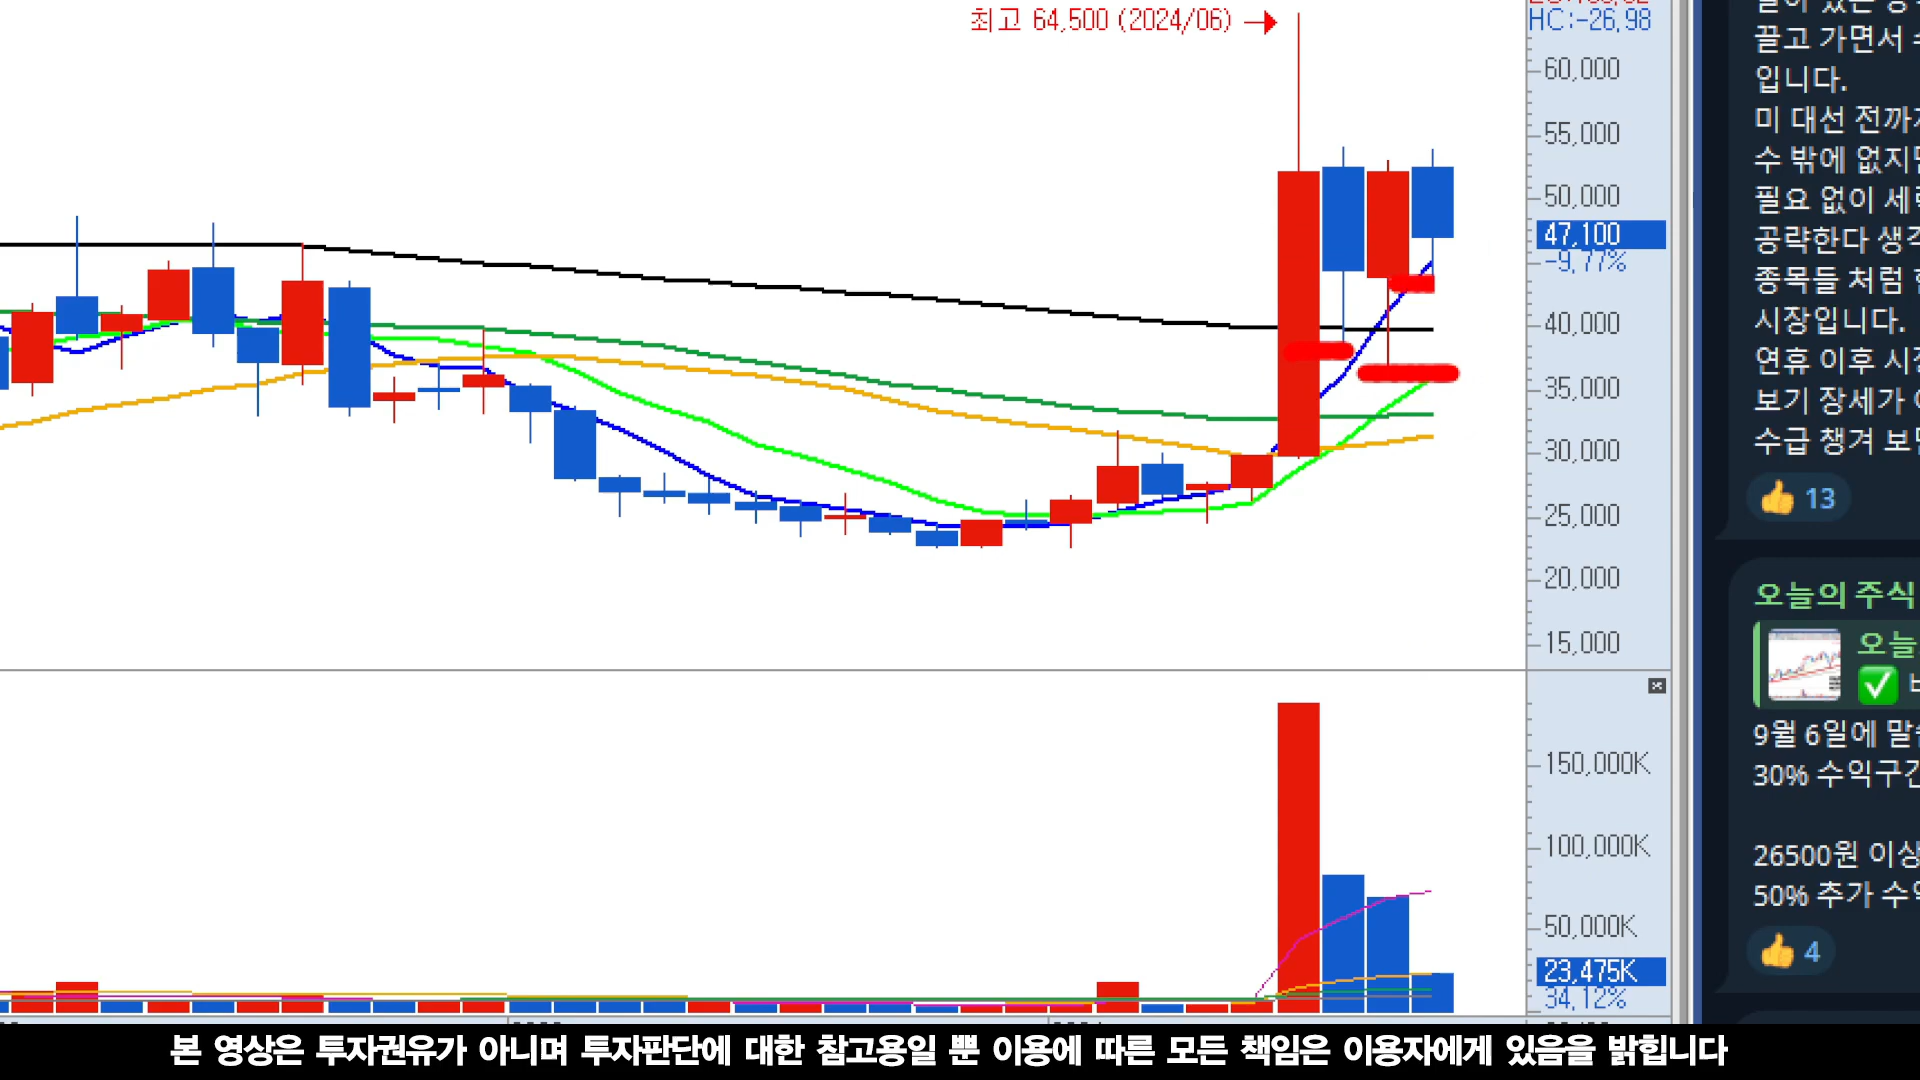 최고 64,500 (2024/06)
HC:-26,98
60,000
55,000
50,000
47,100
-9,77%
40,000
35,000
30,000
25,000
20,000
15,000
150,000K
100,000K
50,000K
23,475K
34,12%
끌고 가면서
입니다.
미 대선 전까지
수 밖에 없지만
필요 없이 세력
공략한다 생각
종목들 처럼
시장입니다.
연휴 이후 시장
보기 장세가
수급 챙겨 보
👍 13
오늘의 주식
오늘
✅
9월 6일에 말씀
30% 수익구간
26500원 이상
50% 추가 수익
👍 4
본 영상은 투자권유가 아니며 투자판단에 대한 참고용일 뿐 이용에 따른 모든 책임은 이용자에게 있음을 밝힙니다